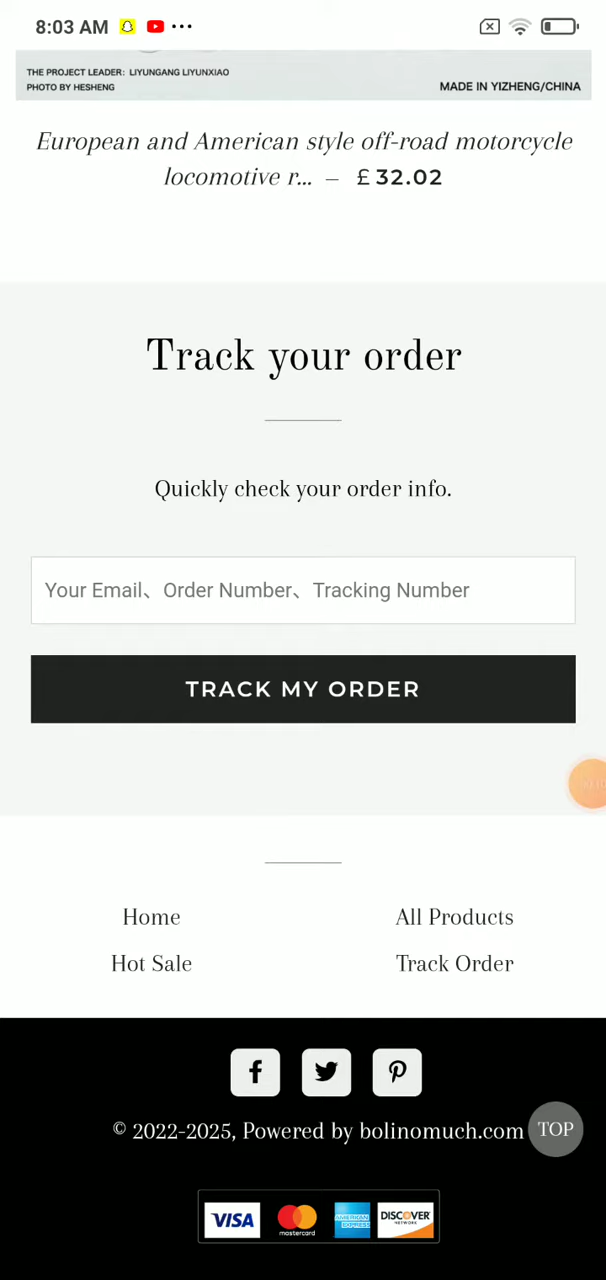 8:03 AM
THE PROJECT LEADER: LIYUNGANG LIYUNXIAO
PHOTO BY HESHENG
MADE IN YIZHENG/CHINA
European and American style off-road motorcycle
locomotive r... – £32.02
Track your order
Quickly check your order info.
Your Email、Order Number、Tracking Number
TRACK MY ORDER
Home
All Products
Hot Sale
Track Order
© 2022-2025, Powered by bolinomuch.com
TOP
VISA
mastercard
AMERICAN EXPRESS
DISCOVER
NETWORK